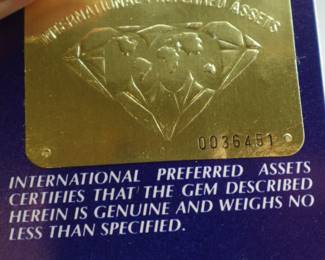 INTERNATIONAL PREFERRED ASSETS
0036451
INTERNATIONAL PREFERRED ASSETS
CERTIFIES THAT THE GEM DESCRIBED
HEREIN IS GENUINE AND WEIGHS NO
LESS THAN SPECIFIED.